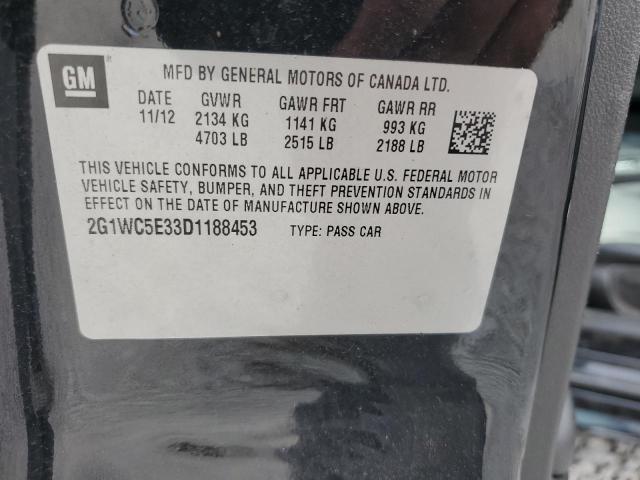 GM
MFD BY GENERAL MOTORS OF CANADA LTD.
DATE GVWR GAWR FRT GAWR RR
11/12 2134 KG 1141 KG 993 KG
4703 LB 2515 LB 2188 LB
THIS VEHICLE CONFORMS TO ALL APPLICABLE U.S. FEDERAL MOTOR
VEHICLE SAFETY, BUMPER, AND THEFT PREVENTION STANDARDS IN
EFFECT ON THE DATE OF MANUFACTURE SHOWN ABOVE.
2G1WC5E33D1188453 TYPE: PASS CAR